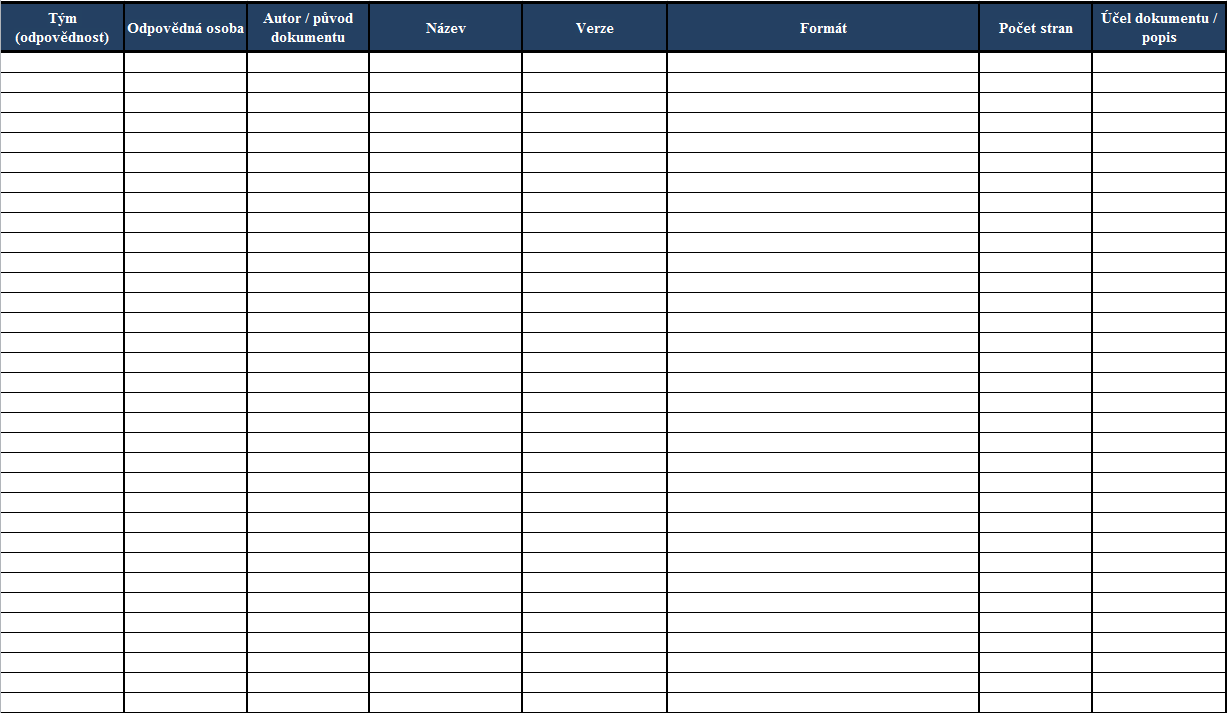 Tým
(odpovědnost)
Odpovědná osoba
Autor / původ
dokumentu
Název
Verze
Formát
Počet stran
Účel dokumentu /
popis